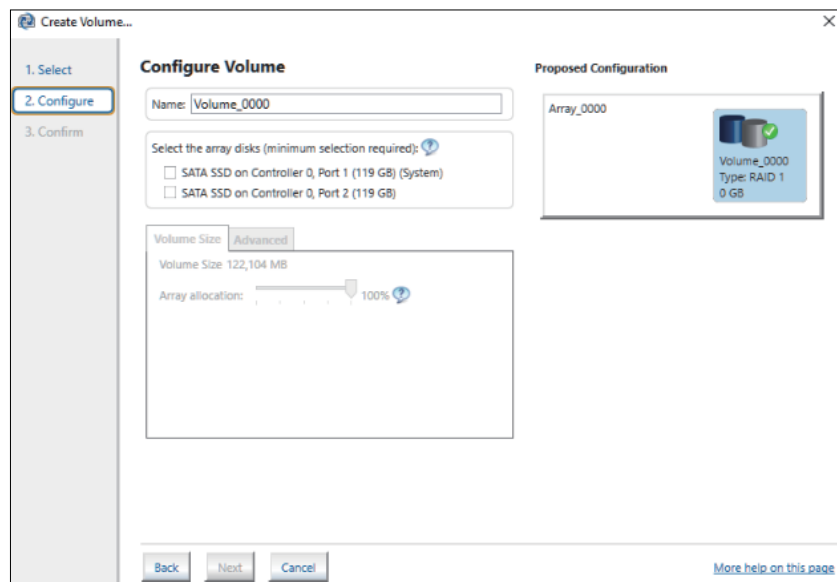 Create Volume...
1. Select
2. Configure
3. Confirm
Configure Volume
Name: Volume_0000
Select the array disks (minimum selection required):
SATA SSD on Controller 0, Port 1 (119 GB) (System)
SATA SSD on Controller 0, Port 2 (119 GB)
Volume Size Advanced
Volume Size 122,104 MB
Array allocation: 100%
Proposed Configuration
Array_0000
Volume_0000
Type: RAID 1
0 GB
Back Next Cancel
More help on this page